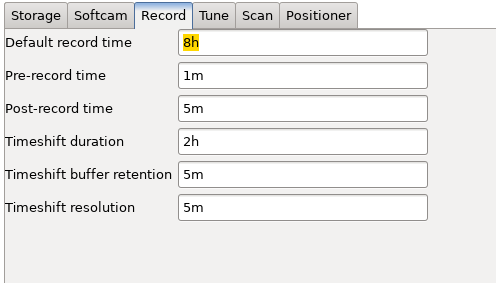 Storage Softcam Record Tune Scan Positioner
Default record time 8h
Pre-record time 1m
Post-record time 5m
Timeshift duration 2h
Timeshift buffer retention 5m
Timeshift resolution 5m